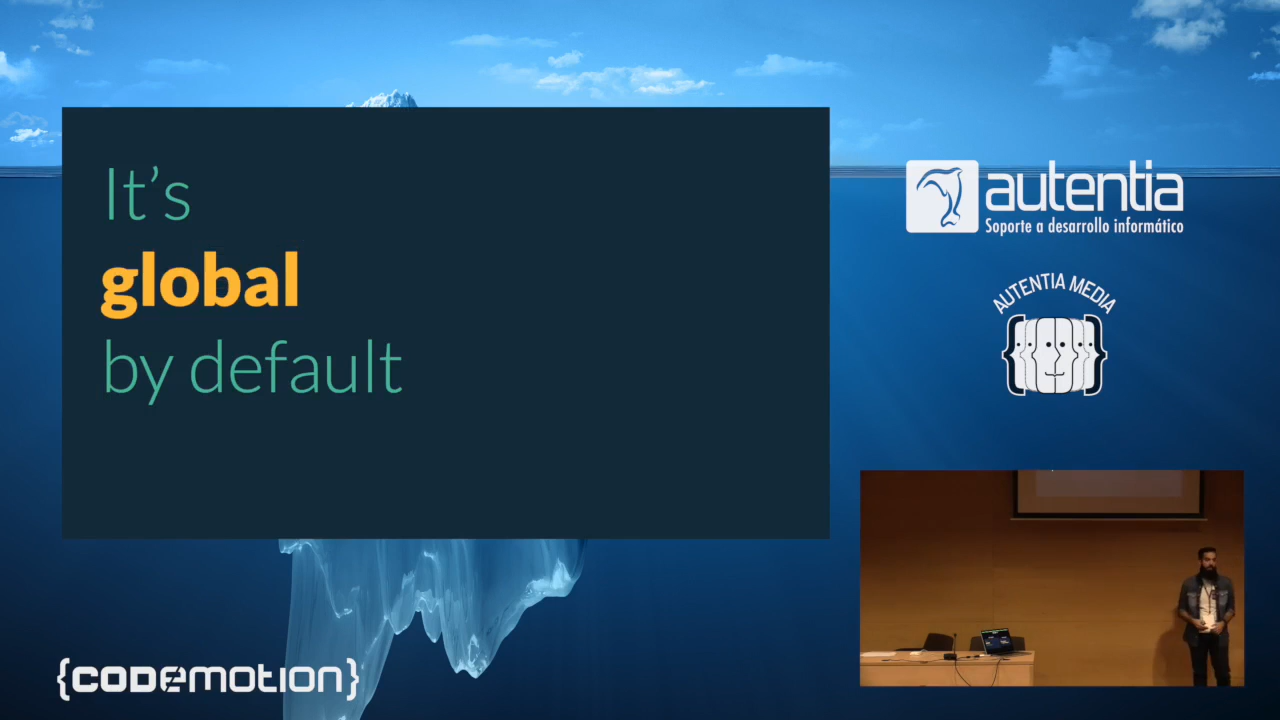 It's
global
by default
autentia
Soporte a desarrollo informático
AUTENTIA MEDIA
{CODEMOTION}